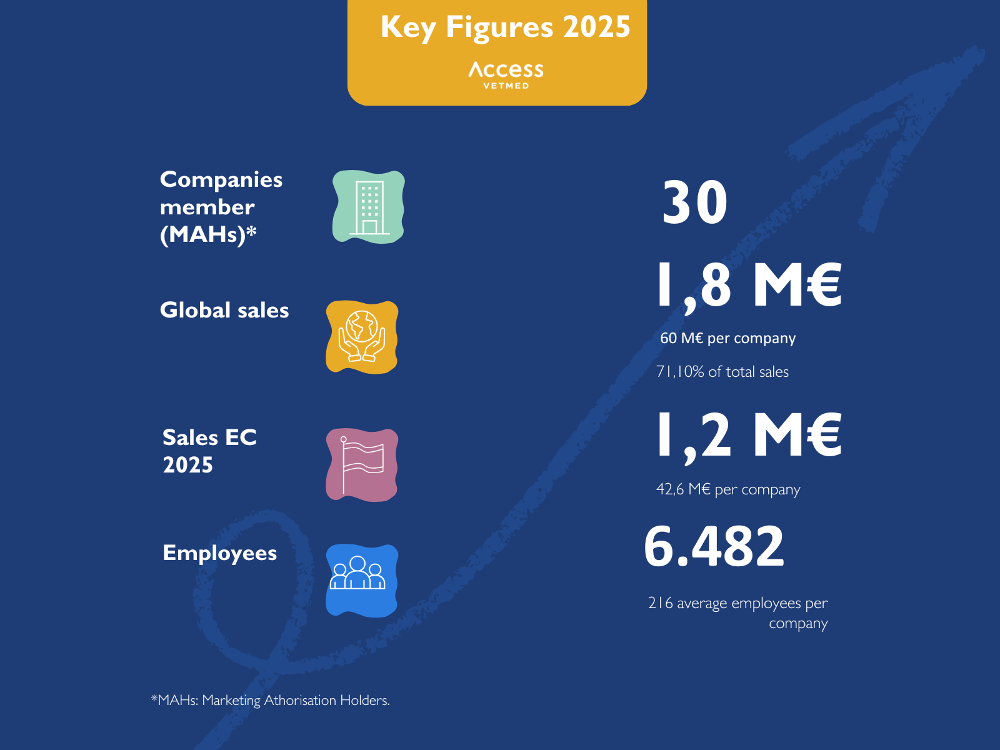 Key Figures 2025
Access
VETMED
Companies
member
(MAHs)*
30
Global sales
1,8 M€
60 M€ per company
71,10% of total sales
Sales EC
2025
1,2 M€
42,6 M€ per company
Employees
6.482
216 average employees per
company
*MAHs: Marketing Athorisation Holders.